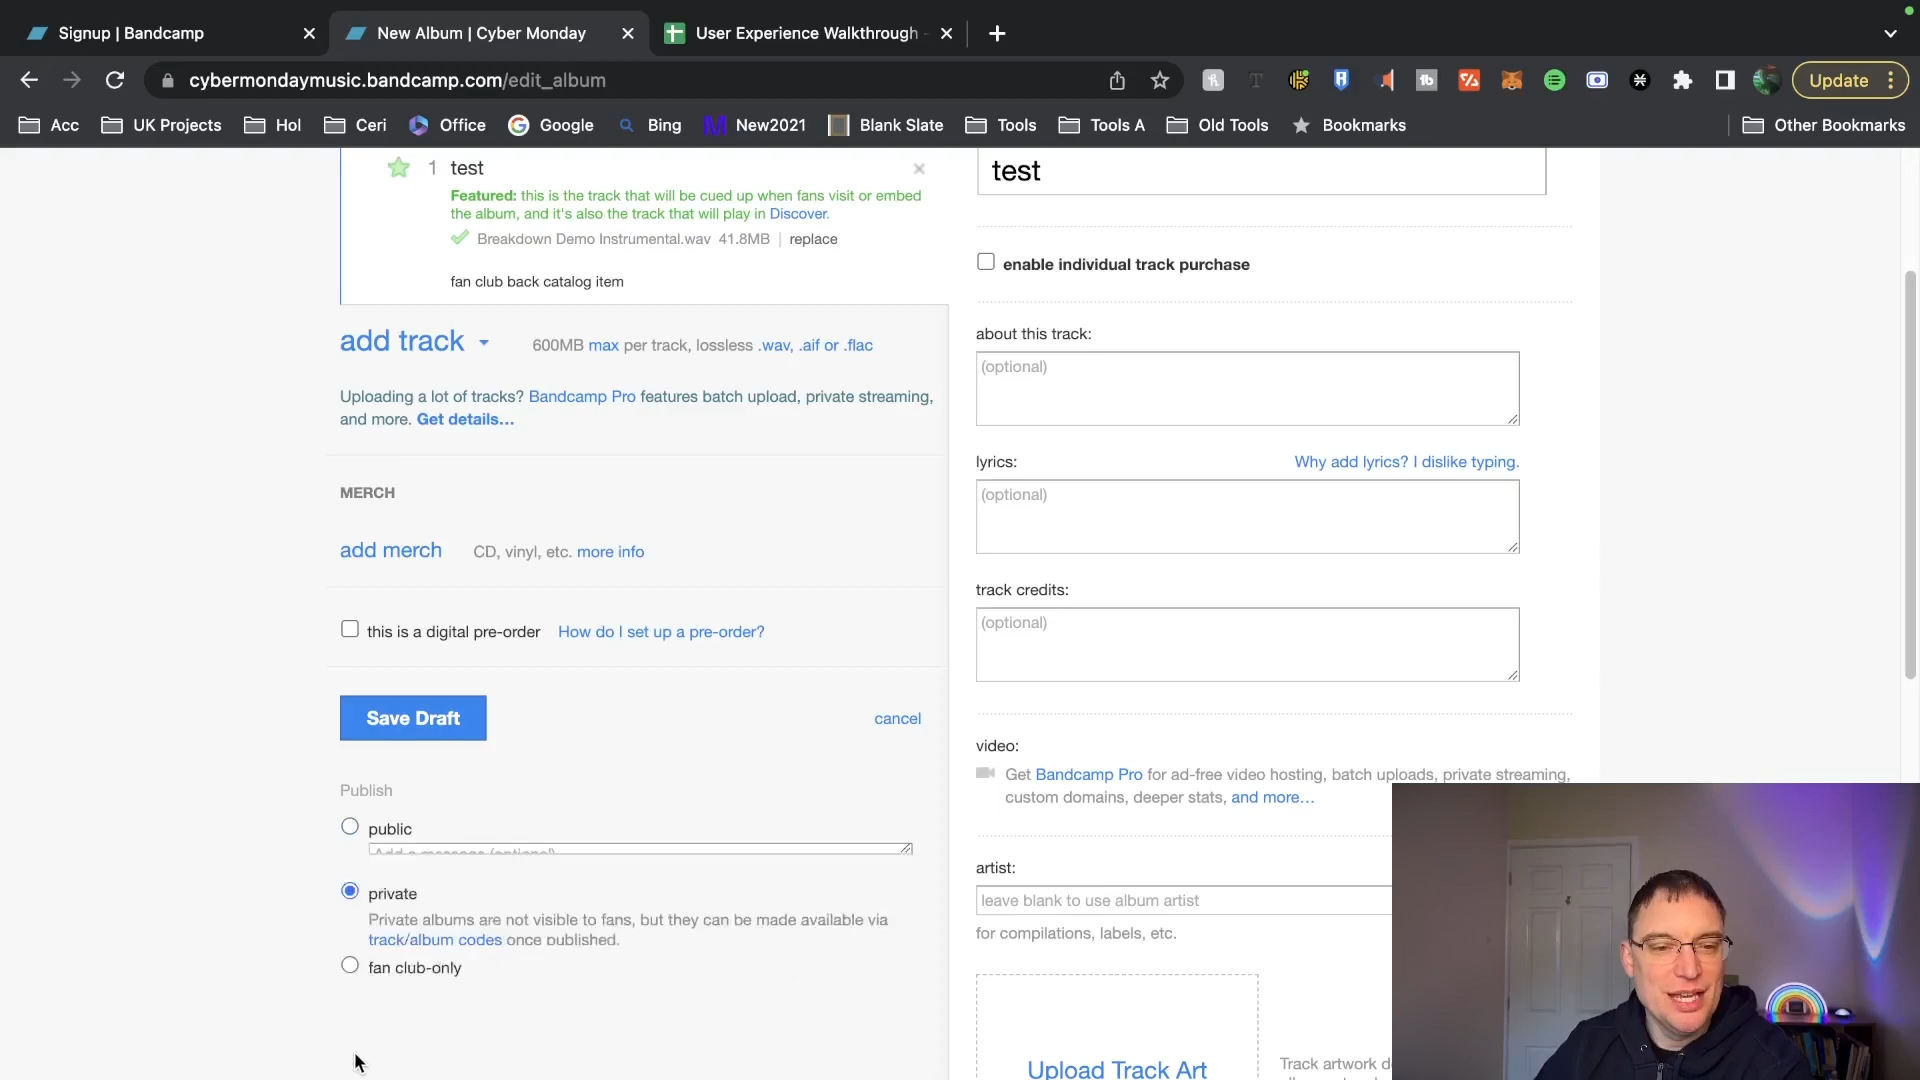 Signup | Bandcamp
New Album | Cyber Monday
User Experience Walkthrough
cybermondaymusic.bandcamp.com/edit_album
Update
Acc
UK Projects
Hol
Ceri
Office
Google
Bing
New2021
Blank Slate
Tools
Tools A
Old Tools
Bookmarks
Other Bookmarks
1 test
Featured: this is the track that will be cued up when fans visit or embed
the album, and it's also the track that will play in Discover.
Breakdown Demo Instrumental.wav 41.8MB | replace
fan club back catalog item
add track
600MB max per track, lossless .wav, .aif or .flac
Uploading a lot of tracks? Bandcamp Pro features batch upload, private streaming,
and more. Get details...
MERCH
add merch CD, vinyl, etc. more info
this is a digital pre-order How do I set up a pre-order?
Save Draft
cancel
Publish
public
Add a message (optional)
private
Private albums are not visible to fans, but they can be made available via
track/album codes once published.
fan club-only
test
enable individual track purchase
about this track:
(optional)
lyrics:
Why add lyrics? I dislike typing.
(optional)
track credits:
(optional)
video:
Get Bandcamp Pro for ad-free video hosting, batch uploads, private streaming,
custom domains, deeper stats, and more...
artist:
leave blank to use album artist
for compilations, labels, etc.
Upload Track Art
Track artwork